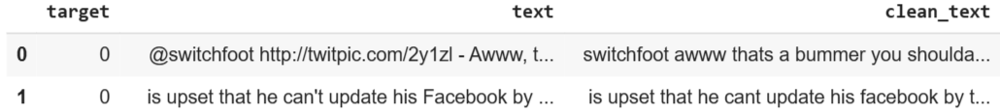 target text clean_text
0 0 @switchfoot http://twitpic.com/2y1zl - Awww, t... switchfoot awww thats a bummer you shoulda...
1 0 is upset that he can't update his Facebook by ... is upset that he cant update his facebook by t...